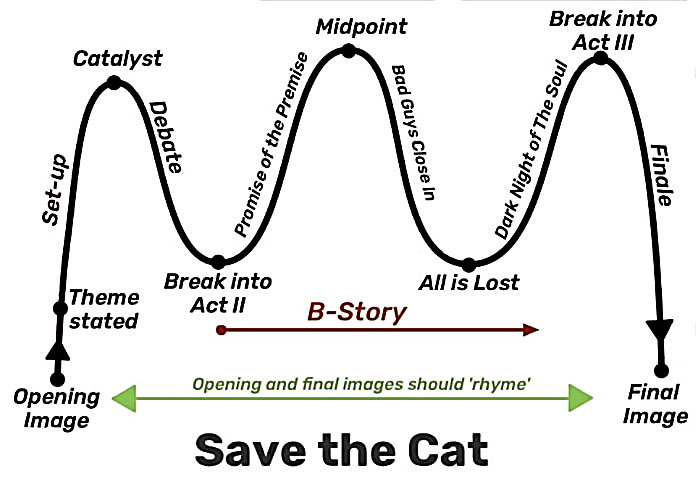 Midpoint
Break into
Act III
Catalyst
Set-up
Debate
Promise of the Premise
Bad Guys Close In
Dark Night of The Soul
Finale
Break into
Act II
All is Lost
Theme
stated
B-Story
Opening
Image
Opening and final images should 'rhyme'
Final
Image
Save the Cat